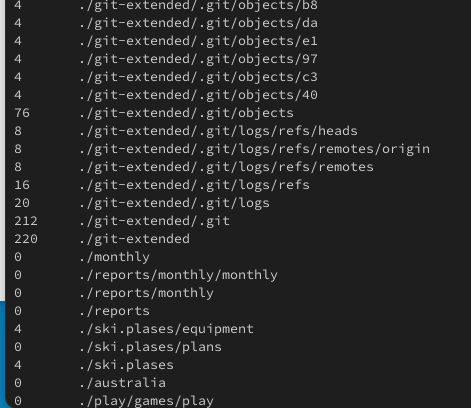 4 ./git-extended/.git/objects/b8
4 ./git-extended/.git/objects/da
4 ./git-extended/.git/objects/e1
4 ./git-extended/.git/objects/97
4 ./git-extended/.git/objects/c3
4 ./git-extended/.git/objects/40
76 ./git-extended/.git/objects
8 ./git-extended/.git/logs/refs/heads
8 ./git-extended/.git/logs/refs/remotes/origin
8 ./git-extended/.git/logs/refs/remotes
16 ./git-extended/.git/logs/refs
20 ./git-extended/.git/logs
212 ./git-extended/.git
220 ./git-extended
0 ./monthly
0 ./reports/monthly/monthly
0 ./reports/monthly
0 ./reports
4 ./ski.plases/equipment
0 ./ski.plases/plans
4 ./ski.plases
0 ./australia
0 ./play/games/play